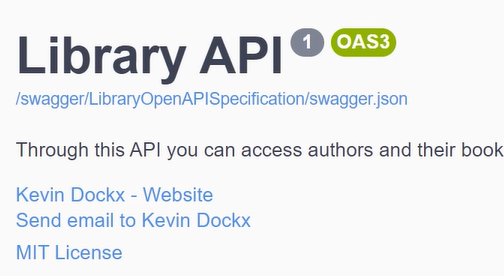 Library API 1 OAS3
/swagger/LibraryOpenAPISpecification/swagger.json
Through this API you can access authors and their book
Kevin Dockx - Website
Send email to Kevin Dockx
MIT License